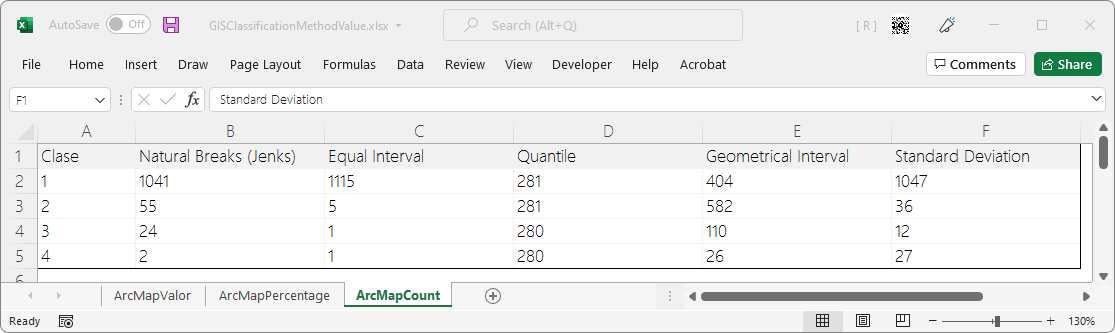 AutoSave Off GISClassificationMethodValue.xlsx Search (Alt+Q) [ R ]
File Home Insert Draw Page Layout Formulas Data Review View Developer Help Acrobat Comments Share
F1 fx Standard Deviation
A B C D E F
1 Clase Natural Breaks (Jenks) Equal Interval Quantile Geometrical Interval Standard Deviation
2 1 1041 1115 281 404 1047
3 2 55 5 281 582 36
4 3 24 1 280 110 12
5 4 2 1 280 26 27
6
ArcMapValor ArcMapPercentage ArcMapCount
Ready 130%